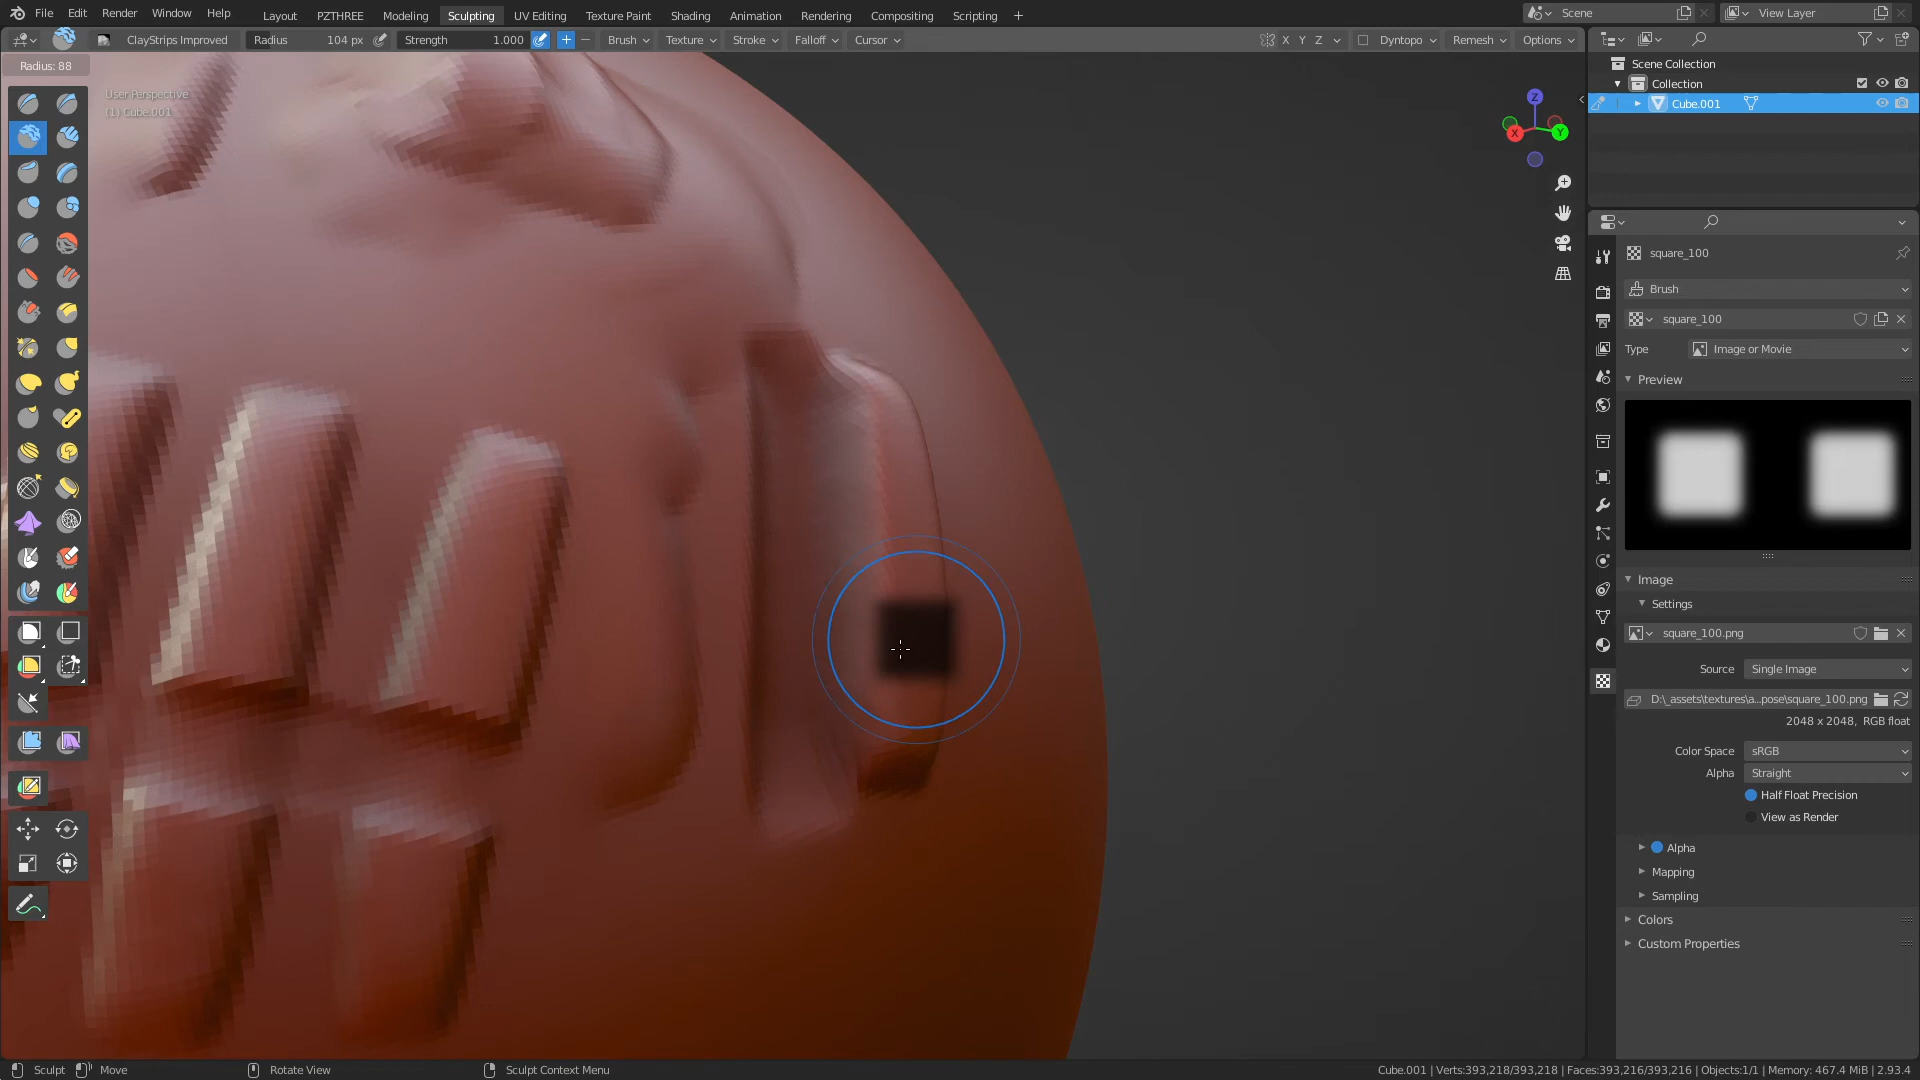 File Edit Render Window Help Layout PZTHREE Modeling Sculpting UV Editing Texture Paint Shading Animation Rendering Compositing Scripting + Scene View Layer
ClayStrips Improved Radius 104 px Strength 1.000 + − Brush Texture Stroke Falloff Cursor X Y Z Dyntopo Remesh Options
Radius: 88
User Perspective
(1) Cube.001
Z
X Y
Scene Collection
Collection
Cube.001
square_100
Brush
square_100
Type Image or Movie
Preview
Image
Settings
square_100.png
Source Single Image
D:\_assets\textures\a...pose\square_100.png
2048 x 2048, RGB float
Color Space sRGB
Alpha Straight
Half Float Precision
View as Render
Alpha
Mapping
Sampling
Colors
Custom Properties
Sculpt Move Rotate View Sculpt Context Menu Cube.001 | Verts:393,218/393,218 | Faces:393,216/393,216 | Objects:1/1 | Memory: 467.4 MiB | 2.93.4